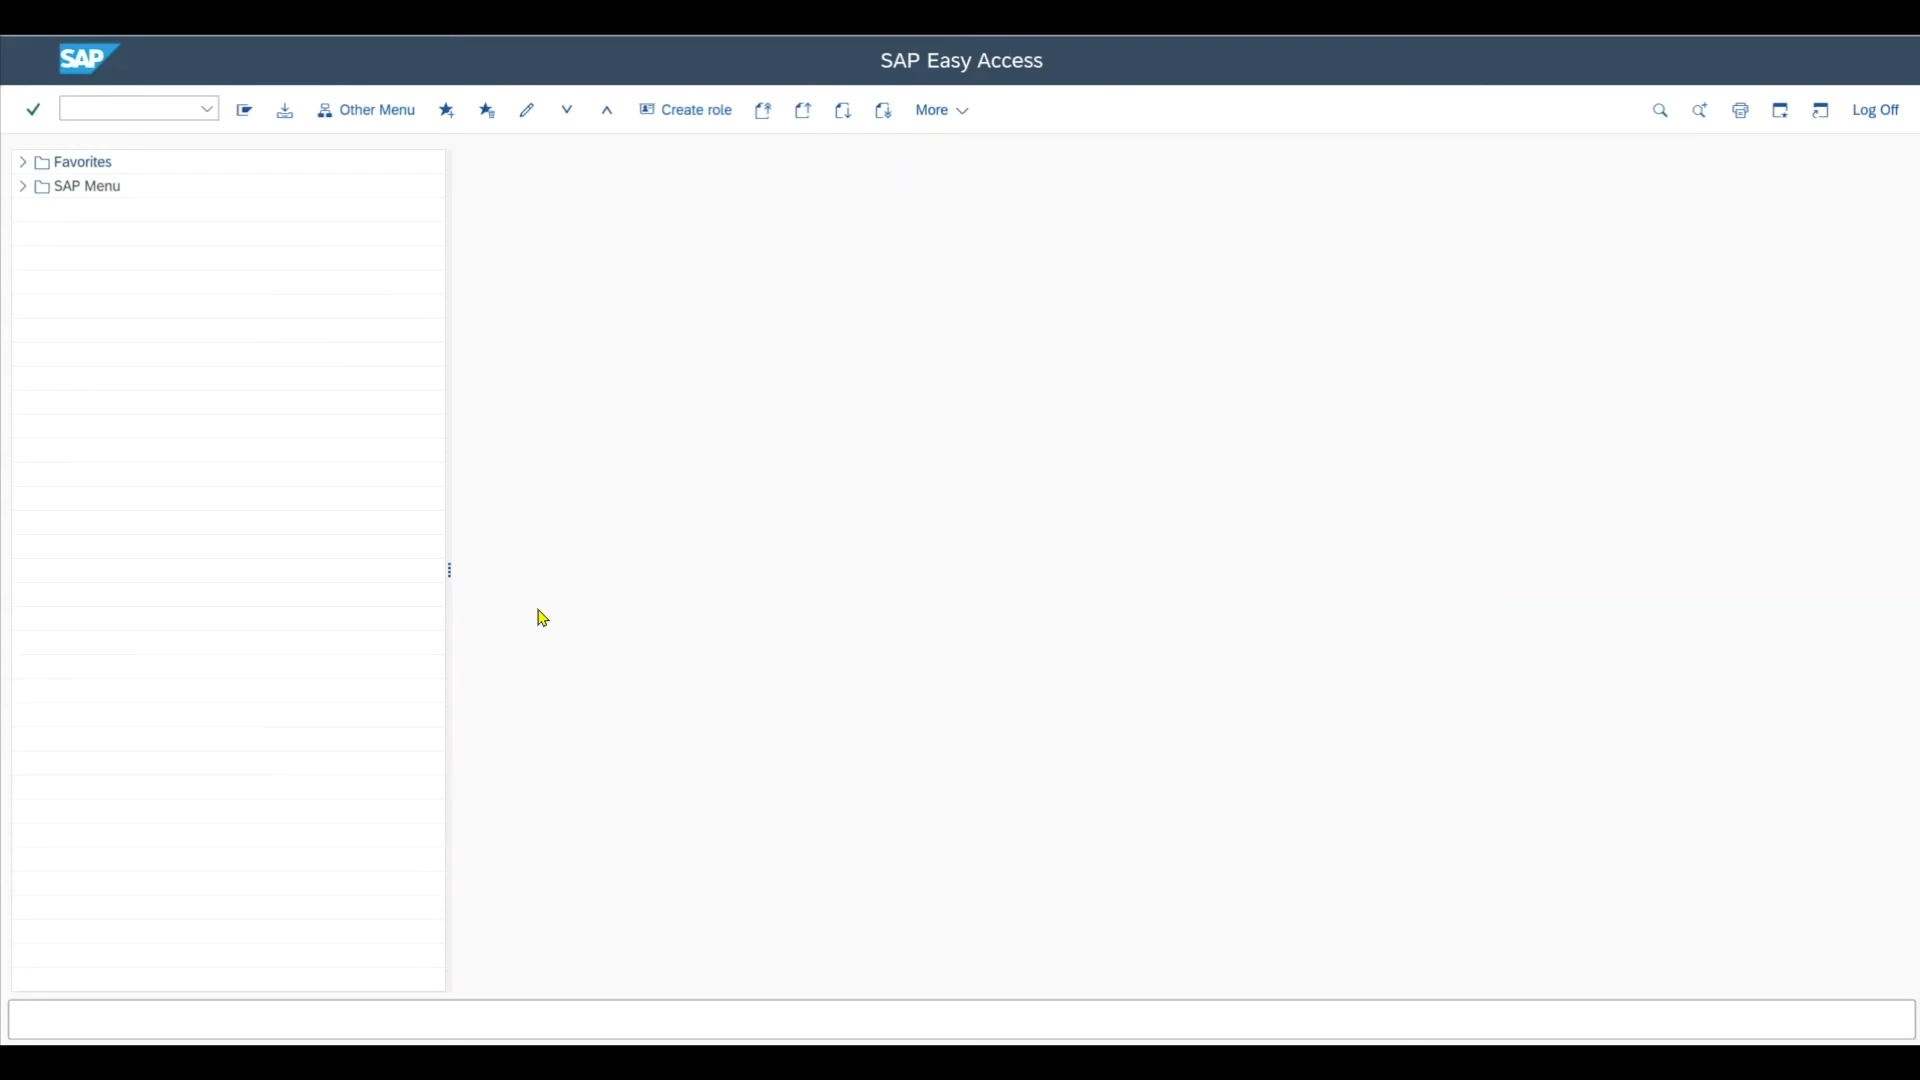 SAP
SAP Easy Access
Other Menu
Create role
More
Log Off
Favorites
SAP Menu